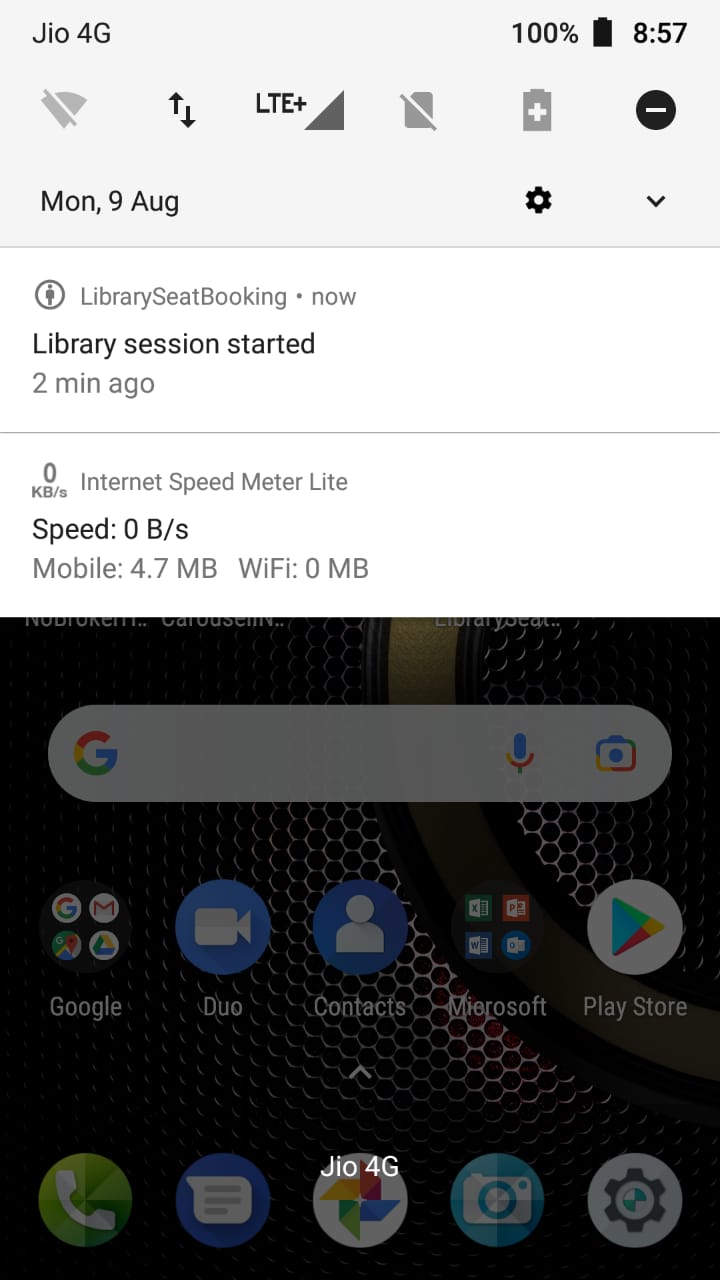 Jio 4G 100% 8:57
LTE+
Mon, 9 Aug
LibrarySeatBooking • now
Library session started
2 min ago
0
KB/s
Internet Speed Meter Lite
Speed: 0 B/s
Mobile: 4.7 MB WiFi: 0 MB
LibrarySeat..
Google Duo Contacts Microsoft Play Store
Jio 4G